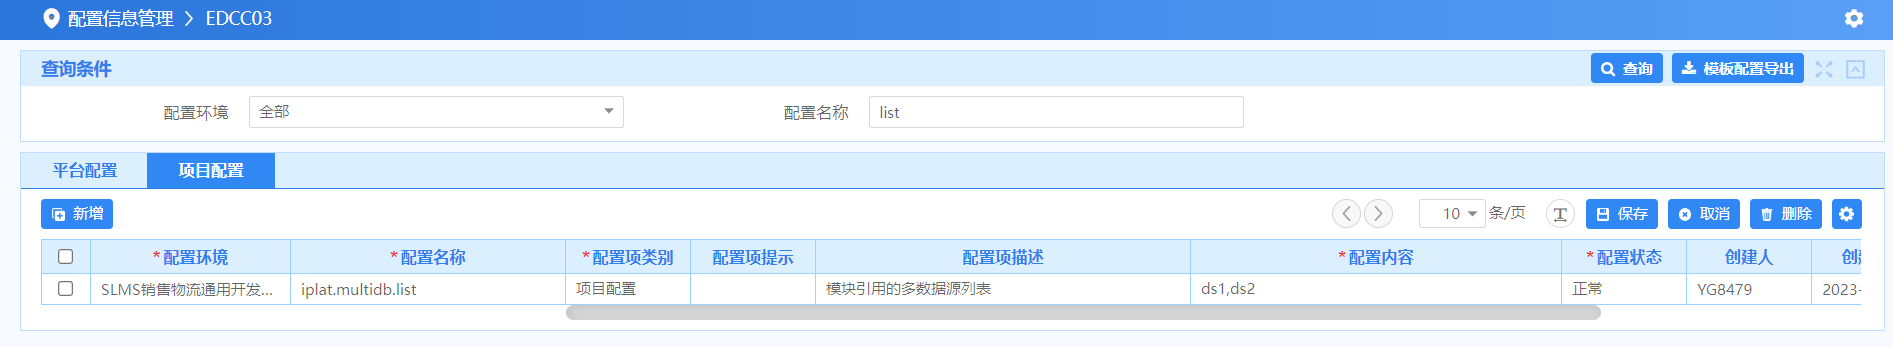 配置信息管理 > EDCC03
查询条件 查询 模板配置导出
配置环境 全部 配置名称 list
平台配置 项目配置
新增 10 条/页 T 保存 取消 删除
*配置环境 *配置名称 *配置项类别 配置项提示 配置项描述 *配置内容 *配置状态 创建人 创
SLMS销售物流通用开发... iplat.multidb.list 项目配置 模块引用的多数据源列表 ds1,ds2 正常 YG8479 2023-